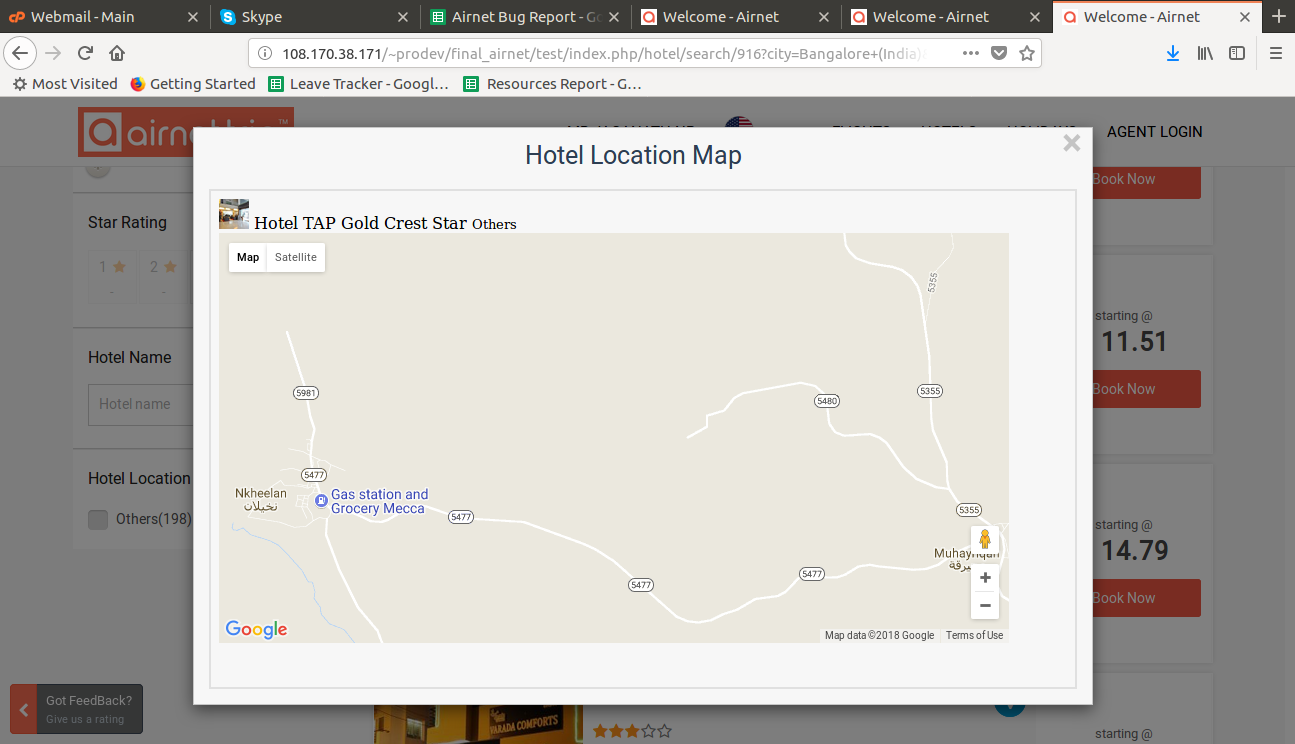 Webmail - Main
Skype
Airnet Bug Report - Go
Welcome - Airnet
Welcome - Airnet
Welcome - Airnet
108.170.38.171/~prodev/final_airnet/test/index.php/hotel/search/916?city=Bangalore+(India)
Most Visited
Getting Started
Leave Tracker - Googl…
Resources Report - G…
AGENT LOGIN
Hotel Location Map
Book Now
Hotel TAP Gold Crest Star Others
Star Rating
1
2
-
-
Map
Satellite
5355
starting @
11.51
Hotel Name
Book Now
Hotel name
5981
5480
5355
Hotel Location
5477
Nkheelan
نخيلان
Gas station and
Grocery Mecca
Others(198)
5477
5355
starting @
14.79
5477
5477
Book Now
Google
Map data ©2018 Google
Terms of Use
Got FeedBack?
Give us a rating
VARADA COMFORTS
starting @